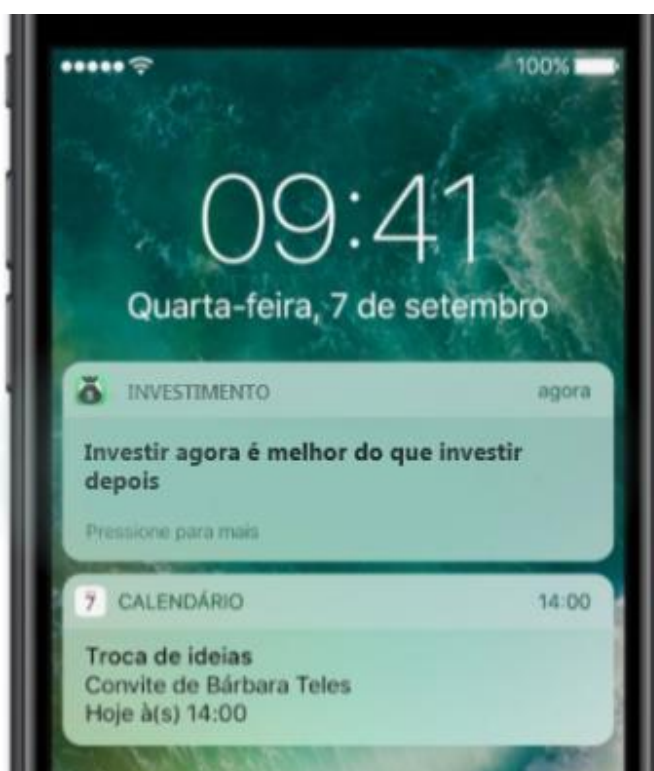 100%
09:41
Quarta-feira, 7 de setembro
INVESTIMENTO agora
Investir agora é melhor do que investir
depois
Pressione para mais
7 CALENDÁRIO 14:00
Troca de ideias
Convite de Bárbara Teles
Hoje à(s) 14:00